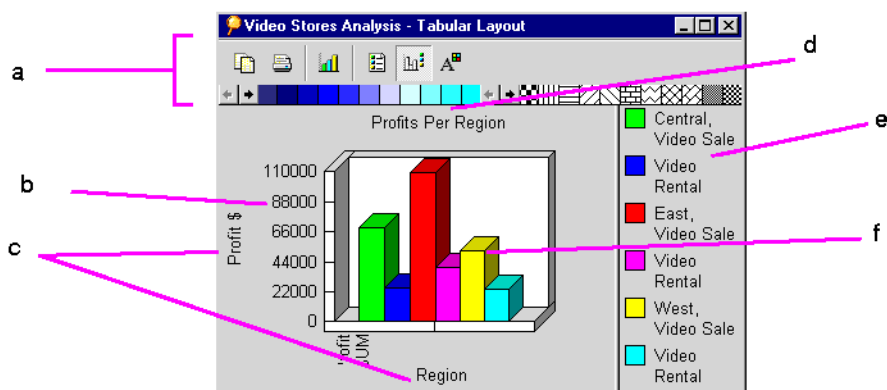 Video Stores Analysis - Tabular Layout
a
d
A
Profits Per Region
Central,
Video Sale
e
Video
Rental
b
110000
88000
66000
44000
22000
0
Profit $
East,
Video Sale
c
f
Video
Rental
West,
Video Sale
Video
Rental
SUM
Region